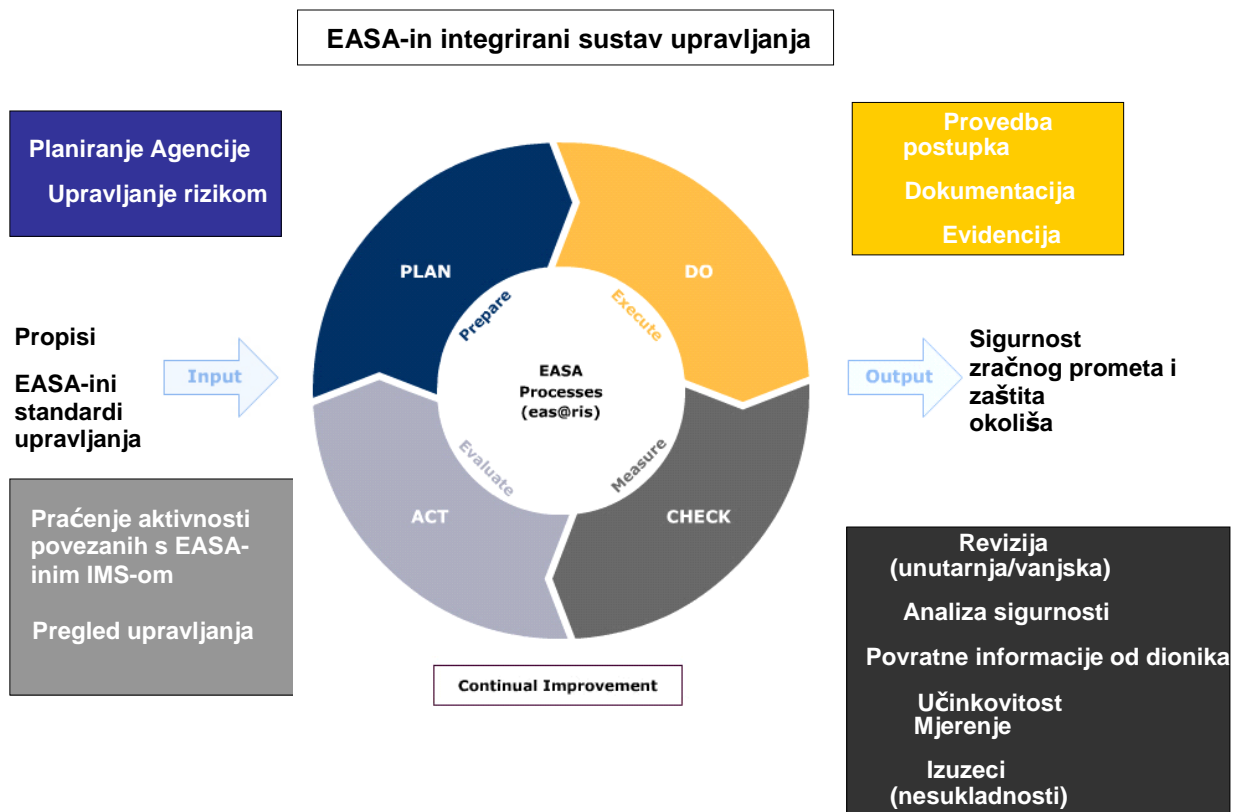 EASA-in integrirani sustav upravljanja
Planiranje Agencije
Upravljanje rizikom
Provedba
postupka
Dokumentacija
Evidencija
PLAN
DO
Prepare
Execute
Propisi
EASA-ini
standardi
upravljanja
Input
EASA
Processes
(eas@ris)
Output
Sigurnost
zračnog prometa i
zaštita
okoliša
Evaluate
Measure
ACT
CHECK
Praćenje aktivnosti
povezanih s EASA-
inim IMS-om
Pregled upravljanja
Continual Improvement
Revizija
(unutarnja/vanjska)
Analiza sigurnosti
Povratne informacije od dionika
Učinkovitost
Mjerenje
Izuzeci
(nesukladnosti)